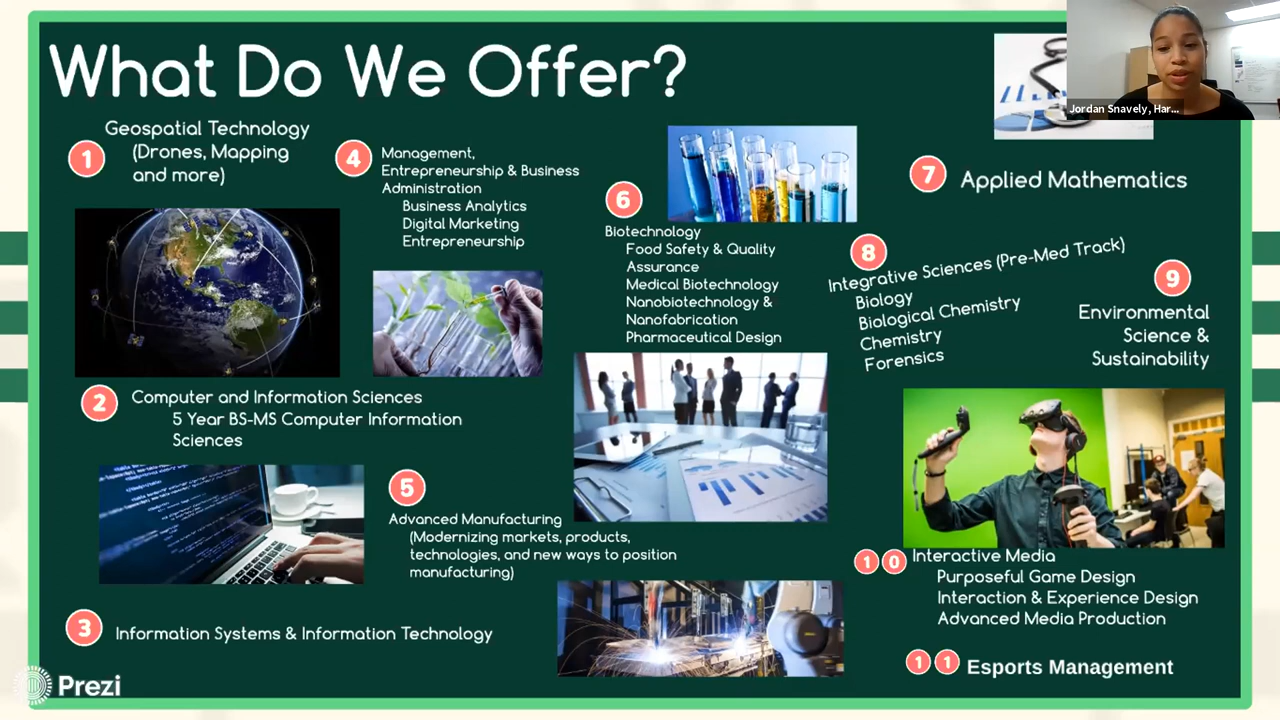 What Do We Offer?
Jordan Snavely, Har...
1
Geospatial Technology
(Drones, Mapping
and more)
2
Computer and Information Sciences
5 Year BS-MS Computer Information
Sciences
3
Information Systems & Information Technology
4
Management,
Entrepreneurship & Business
Administration
Business Analytics
Digital Marketing
Entrepreneurship
5
Advanced Manufacturing
(Modernizing markets, products,
technologies, and new ways to position
manufacturing)
6
Biotechnology
Food Safety & Quality
Assurance
Medical Biotechnology
Nanobiotechnology &
Nanofabrication
Pharmaceutical Design
7
Applied Mathematics
8
Integrative Sciences (Pre-Med Track)
Biology
Biological Chemistry
Chemistry
Forensics
9
Environmental
Science &
Sustainability
10
Interactive Media
Purposeful Game Design
Interaction & Experience Design
Advanced Media Production
11
Esports Management
Prezi